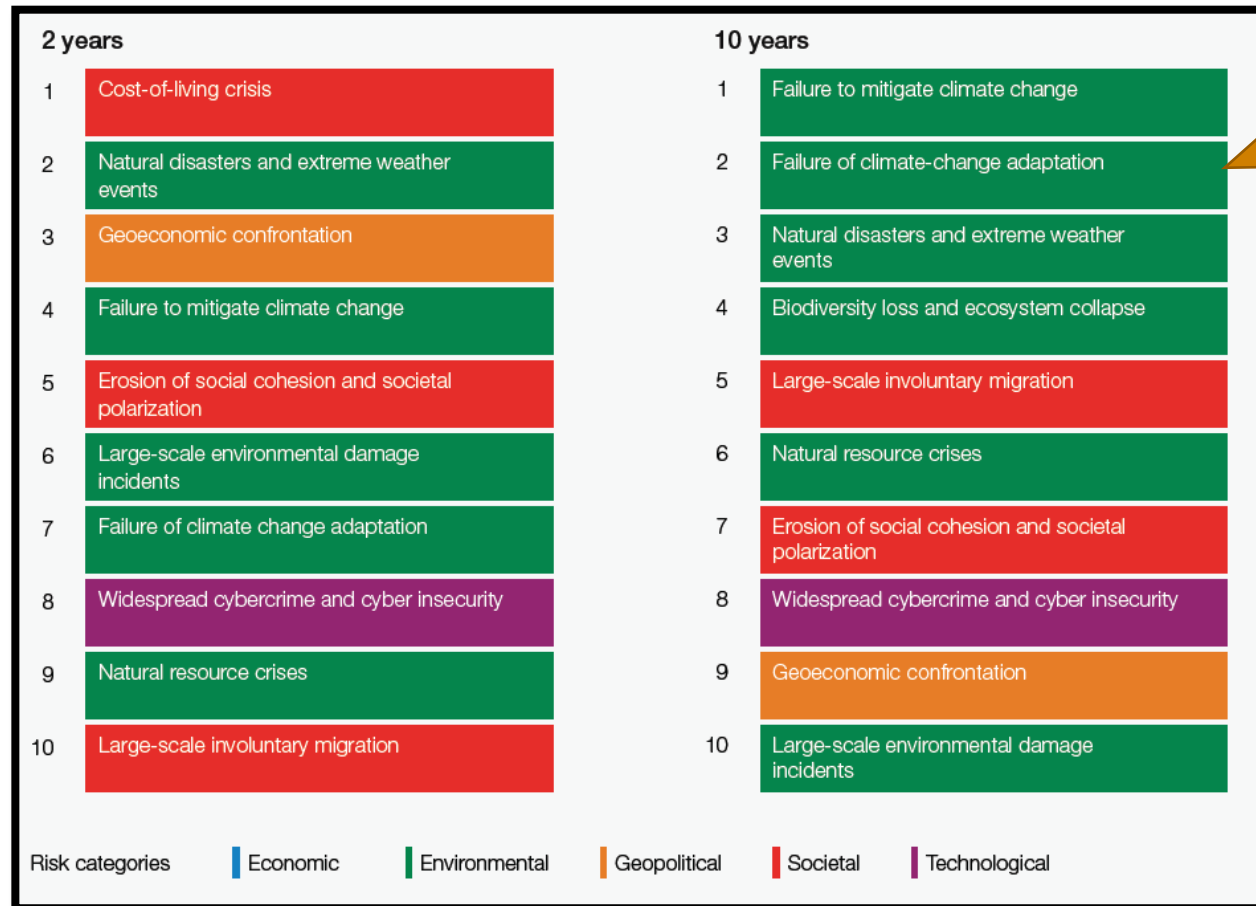 2 years
1
Cost-of-living crisis
2
Natural disasters and extreme weather
events
3
Geoeconomic confrontation
4
Failure to mitigate climate change
5
Erosion of social cohesion and societal
polarization
6
Large-scale environmental damage
incidents
7
Failure of climate change adaptation
8
Widespread cybercrime and cyber insecurity
9
Natural resource crises
10
Large-scale involuntary migration
10 years
1
Failure to mitigate climate change
2
Failure of climate-change adaptation
3
Natural disasters and extreme weather
events
4
Biodiversity loss and ecosystem collapse
5
Large-scale involuntary migration
6
Natural resource crises
7
Erosion of social cohesion and societal
polarization
8
Widespread cybercrime and cyber insecurity
9
Geoeconomic confrontation
10
Large-scale environmental damage
incidents
Risk categories Economic Environmental Geopolitical Societal Technological